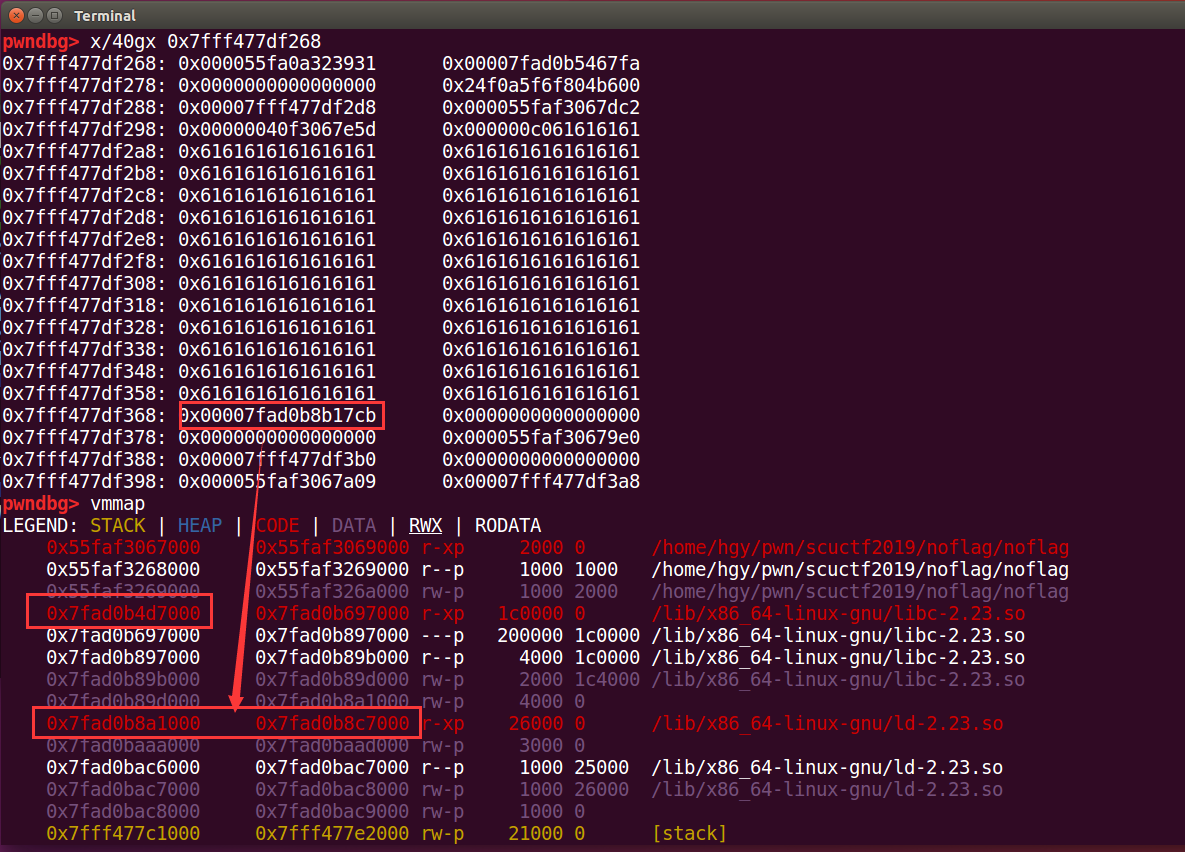 Terminal
pwndbg> x/40gx 0x7fff477df268
0x7fff477df268: 0x000055fa0a323931 0x00007fad0b5467fa
0x7fff477df278: 0x0000000000000000 0x24f0a5f6f804b600
0x7fff477df288: 0x00007fff477df2d8 0x000055faf3067dc2
0x7fff477df298: 0x00000040f3067e5d 0x000000c061616161
0x7fff477df2a8: 0x6161616161616161 0x6161616161616161
0x7fff477df2b8: 0x6161616161616161 0x6161616161616161
0x7fff477df2c8: 0x6161616161616161 0x6161616161616161
0x7fff477df2d8: 0x6161616161616161 0x6161616161616161
0x7fff477df2e8: 0x6161616161616161 0x6161616161616161
0x7fff477df2f8: 0x6161616161616161 0x6161616161616161
0x7fff477df308: 0x6161616161616161 0x6161616161616161
0x7fff477df318: 0x6161616161616161 0x6161616161616161
0x7fff477df328: 0x6161616161616161 0x6161616161616161
0x7fff477df338: 0x6161616161616161 0x6161616161616161
0x7fff477df348: 0x6161616161616161 0x6161616161616161
0x7fff477df358: 0x6161616161616161 0x6161616161616161
0x7fff477df368: 0x00007fad0b8b17cb 0x0000000000000000
0x7fff477df378: 0x0000000000000000 0x000055faf30679e0
0x7fff477df388: 0x00007fff477df3b0 0x0000000000000000
0x7fff477df398: 0x000055faf3067a09 0x00007fff477df3a8
pwndbg> vmmap
LEGEND: STACK | HEAP | CODE | DATA | RWX | RODATA
0x55faf3067000 0x55faf3069000 r-xp 2000 0 /home/hgy/pwn/scuctf2019/noflag/noflag
0x55faf3268000 0x55faf3269000 r--p 1000 1000 /home/hgy/pwn/scuctf2019/noflag/noflag
0x55faf3269000 0x55faf326a000 rw-p 1000 2000 /home/hgy/pwn/scuctf2019/noflag/noflag
0x7fad0b4d7000 0x7fad0b697000 r-xp 1c0000 0 /lib/x86_64-linux-gnu/libc-2.23.so
0x7fad0b697000 0x7fad0b897000 ---p 200000 1c0000 /lib/x86_64-linux-gnu/libc-2.23.so
0x7fad0b897000 0x7fad0b89b000 r--p 4000 1c0000 /lib/x86_64-linux-gnu/libc-2.23.so
0x7fad0b89b000 0x7fad0b89d000 rw-p 2000 1c4000 /lib/x86_64-linux-gnu/libc-2.23.so
0x7fad0b89d000 0x7fad0b8a1000 rw-p 4000 0
0x7fad0b8a1000 0x7fad0b8c7000 r-xp 26000 0 /lib/x86_64-linux-gnu/ld-2.23.so
0x7fad0baaa000 0x7fad0baad000 rw-p 3000 0
0x7fad0bac6000 0x7fad0bac7000 r--p 1000 25000 /lib/x86_64-linux-gnu/ld-2.23.so
0x7fad0bac7000 0x7fad0bac8000 rw-p 1000 26000 /lib/x86_64-linux-gnu/ld-2.23.so
0x7fad0bac8000 0x7fad0bac9000 rw-p 1000 0
0x7fff477c1000 0x7fff477e2000 rw-p 21000 0 [stack]